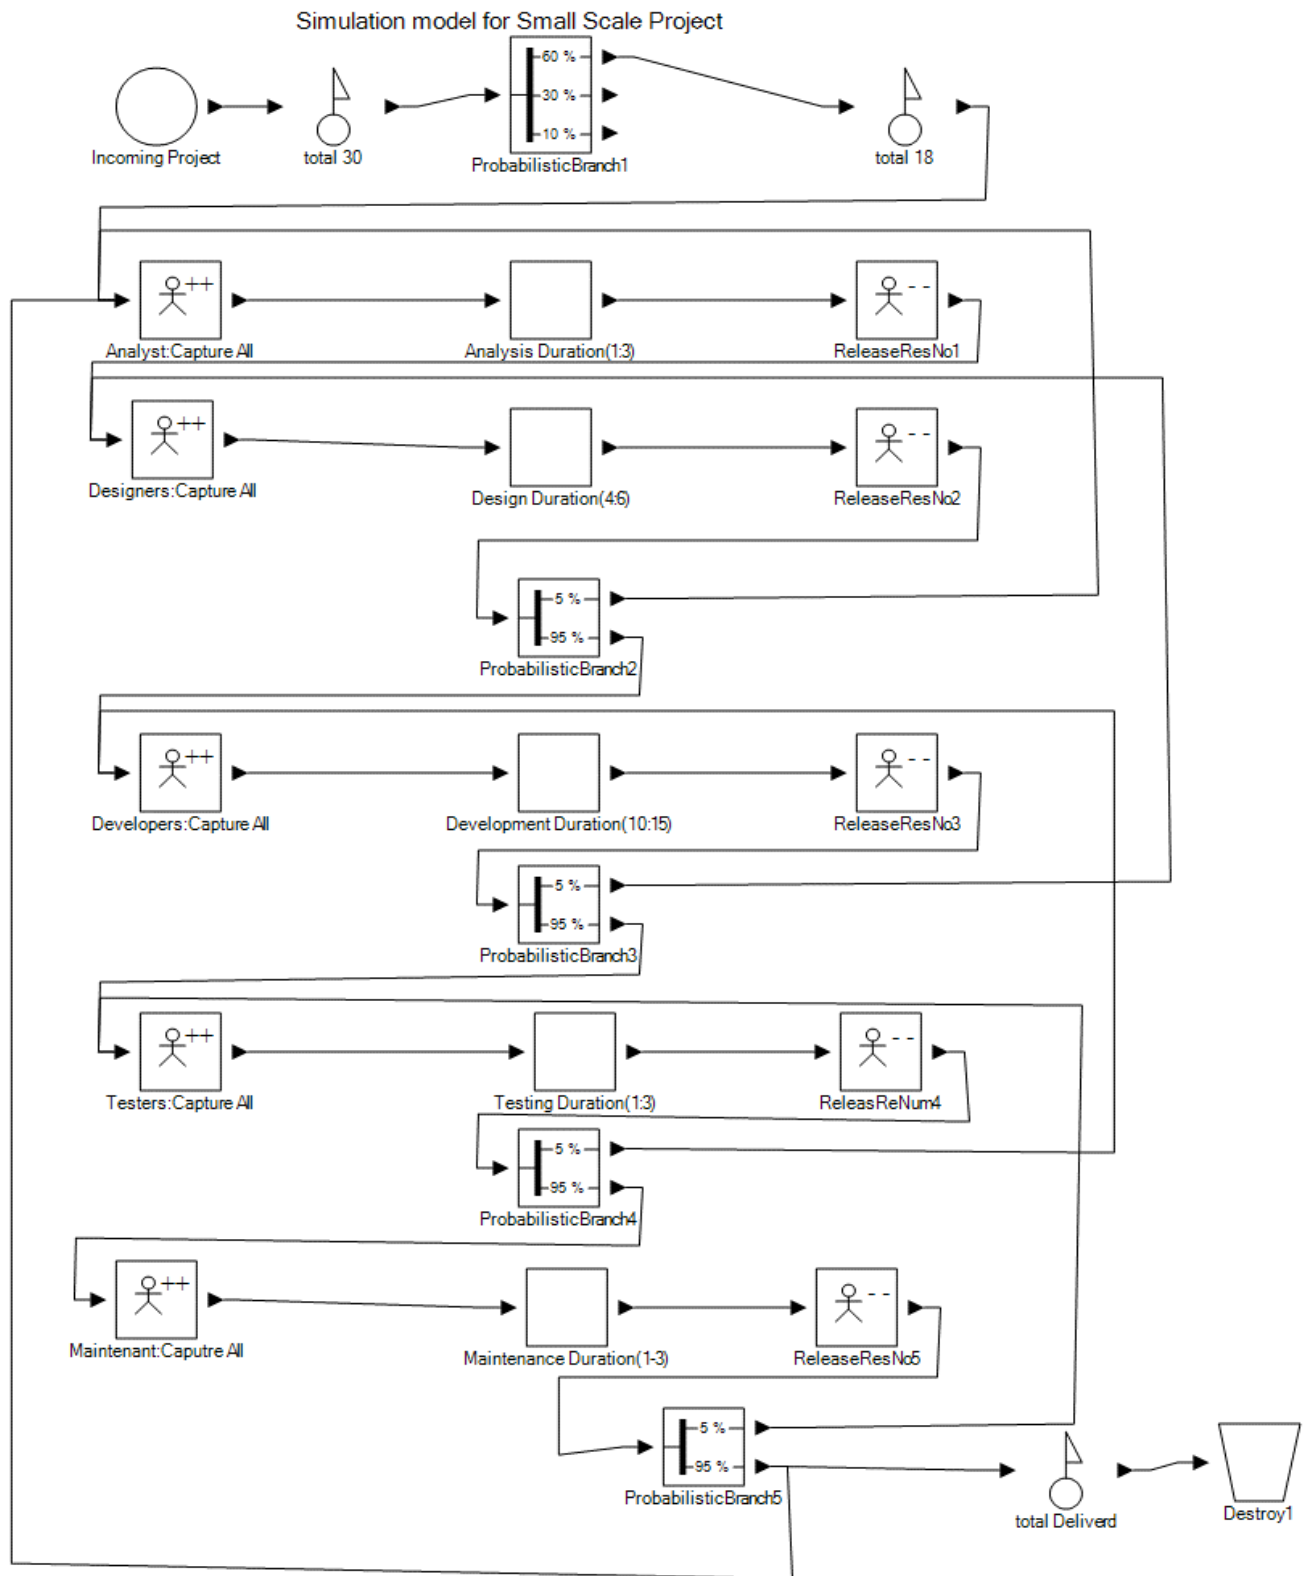 Simulation model for Small Scale Project
60 %
30 %
10 %
Incoming Project
total 30
ProbabilisticBranch1
total 18
++
- -
Analyst:Capture All
Analysis Duration(1:3)
ReleaseResNo1
++
- -
Designers:Capture All
Design Duration(4:6)
ReleaseResNo2
5 %
95 %
ProbabilisticBranch2
++
- -
Developers:Capture All
Development Duration(10:15)
ReleaseResNo3
5 %
95 %
ProbabilisticBranch3
++
- -
Testers:Capture All
Testing Duration(1:3)
ReleasReNum4
5 %
95 %
ProbabilisticBranch4
++
- -
Maintenant:Caputre All
Maintenance Duration(1-3)
ReleaseResNo5
5 %
95 %
ProbabilisticBranch5
total Deliverd
Destroy1